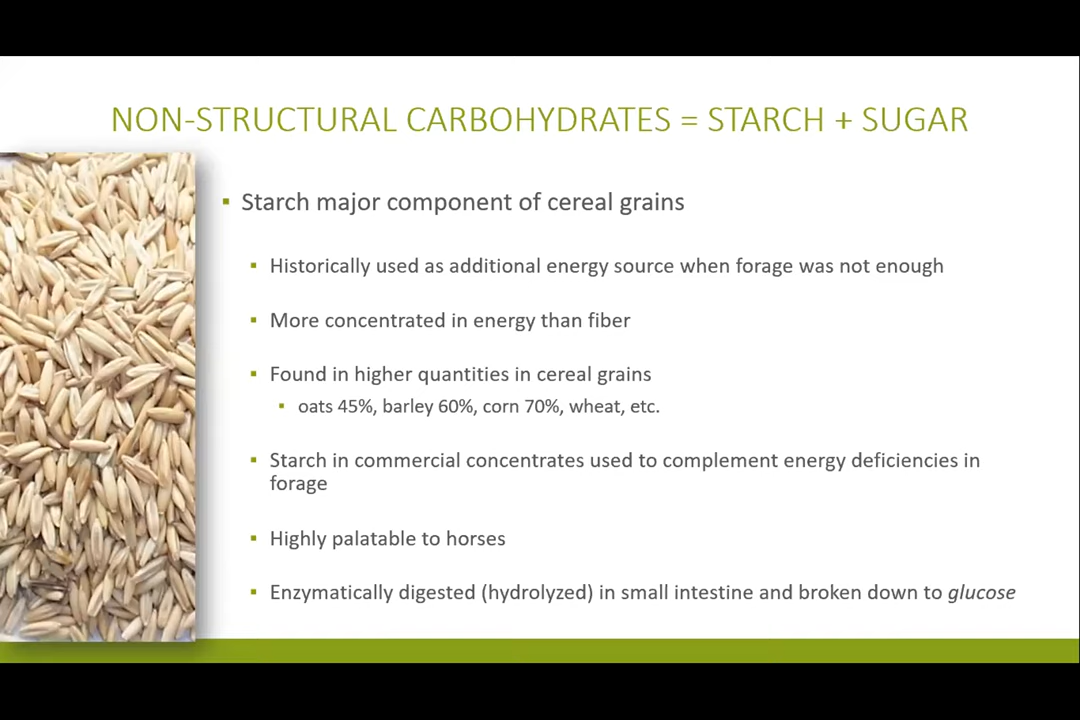 NON-STRUCTURAL CARBOHYDRATES = STARCH + SUGAR
▪ Starch major component of cereal grains
▪ Historically used as additional energy source when forage was not enough
▪ More concentrated in energy than fiber
▪ Found in higher quantities in cereal grains
▪ oats 45%, barley 60%, corn 70%, wheat, etc.
▪ Starch in commercial concentrates used to complement energy deficiencies in
forage
▪ Highly palatable to horses
▪ Enzymatically digested (hydrolyzed) in small intestine and broken down to glucose